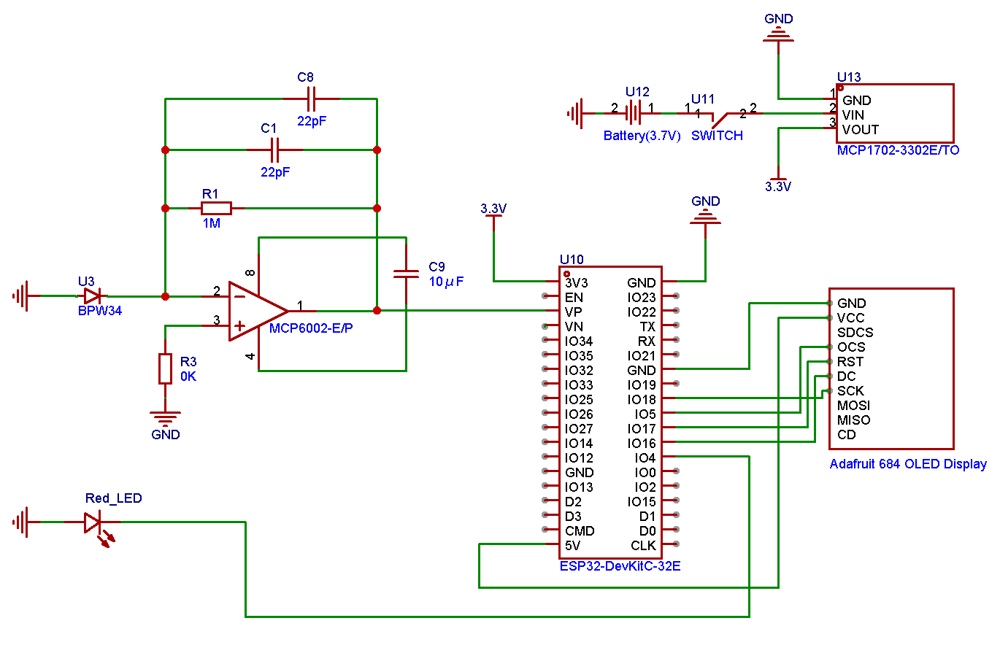 C8
22pF
C1
22pF
R1
1M
8
C9
10μF
U3
BPW34
2
3
1
MCP6002-E/P
4
R3
0K
GND
Red_LED
GND
U12
2
1
Battery(3.7V)
U11
1
1
2
2
SWITCH
U13
1
2
3
GND
VIN
VOUT
MCP1702-3302E/TO
3.3V
3.3V
GND
U10
3V3
EN
VP
VN
IO34
IO35
IO32
IO33
IO25
IO26
IO27
IO14
IO12
GND
IO13
D2
D3
CMD
5V
GND
IO23
IO22
TX
RX
IO21
GND
IO19
IO18
IO5
IO17
IO16
IO4
IO0
IO2
IO15
D1
D0
CLK
ESP32-DevKitC-32E
GND
VCC
SDCS
OCS
RST
DC
SCK
MOSI
MISO
CD
Adafruit 684 OLED Display